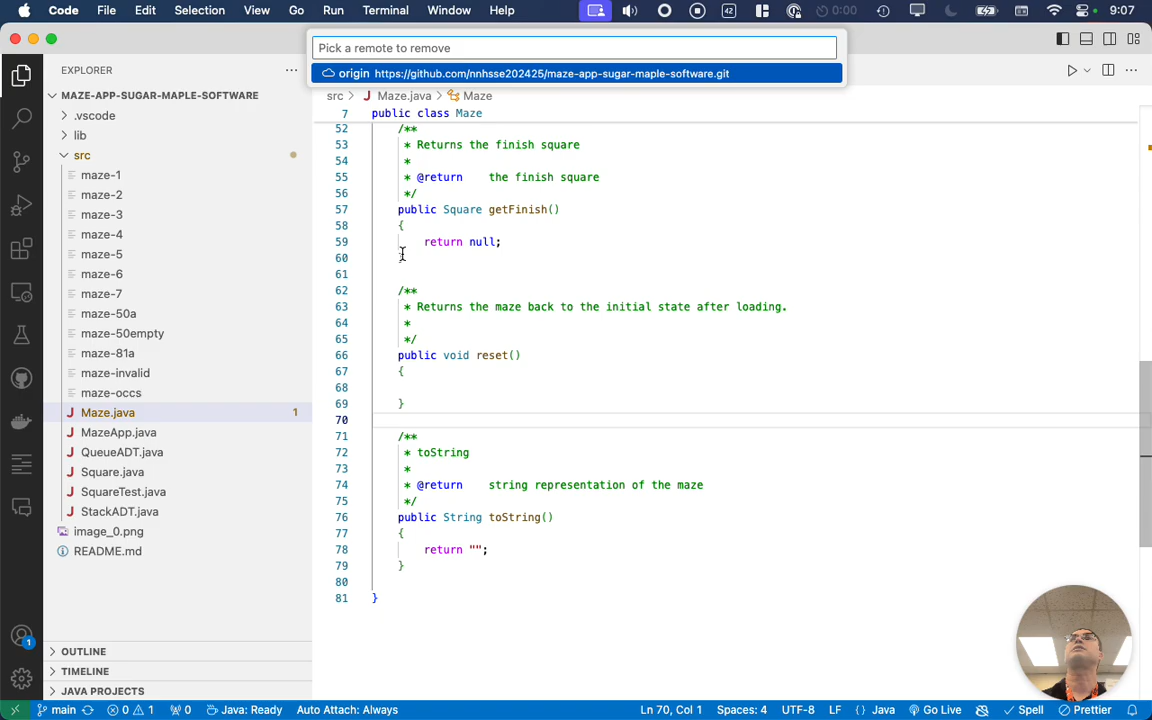 Code File Edit Selection View Go Run Terminal Window Help 42 0:00 9:07
Pick a remote to remove
origin https://github.com/nnhsse202425/maze-app-sugar-maple-software.git
EXPLORER
MAZE-APP-SUGAR-MAPLE-SOFTWARE
.vscode
lib
src
maze-1
maze-2
maze-3
maze-4
maze-5
maze-6
maze-7
maze-50a
maze-50empty
maze-81a
maze-invalid
maze-occs
Maze.java 1
MazeApp.java
QueueADT.java
Square.java
SquareTest.java
StackADT.java
image_0.png
README.md
OUTLINE
TIMELINE
JAVA PROJECTS
src > J Maze.java > Maze
7 public class Maze
52 /**
53 * Returns the finish square
54 *
55 * @return the finish square
56 */
57 public Square getFinish()
58 {
59 return null;
60
61
62 /**
63 * Returns the maze back to the initial state after loading.
64 *
65 */
66 public void reset()
67 {
68
69 }
70
71 /**
72 * toString
73 *
74 * @return string representation of the maze
75 */
76 public String toString()
77 {
78 return "";
79 }
80
81 }
1
main 0 1 0 Java: Ready Auto Attach: Always Ln 70, Col 1 Spaces: 4 UTF-8 LF {} Java Go Live Spell Prettier